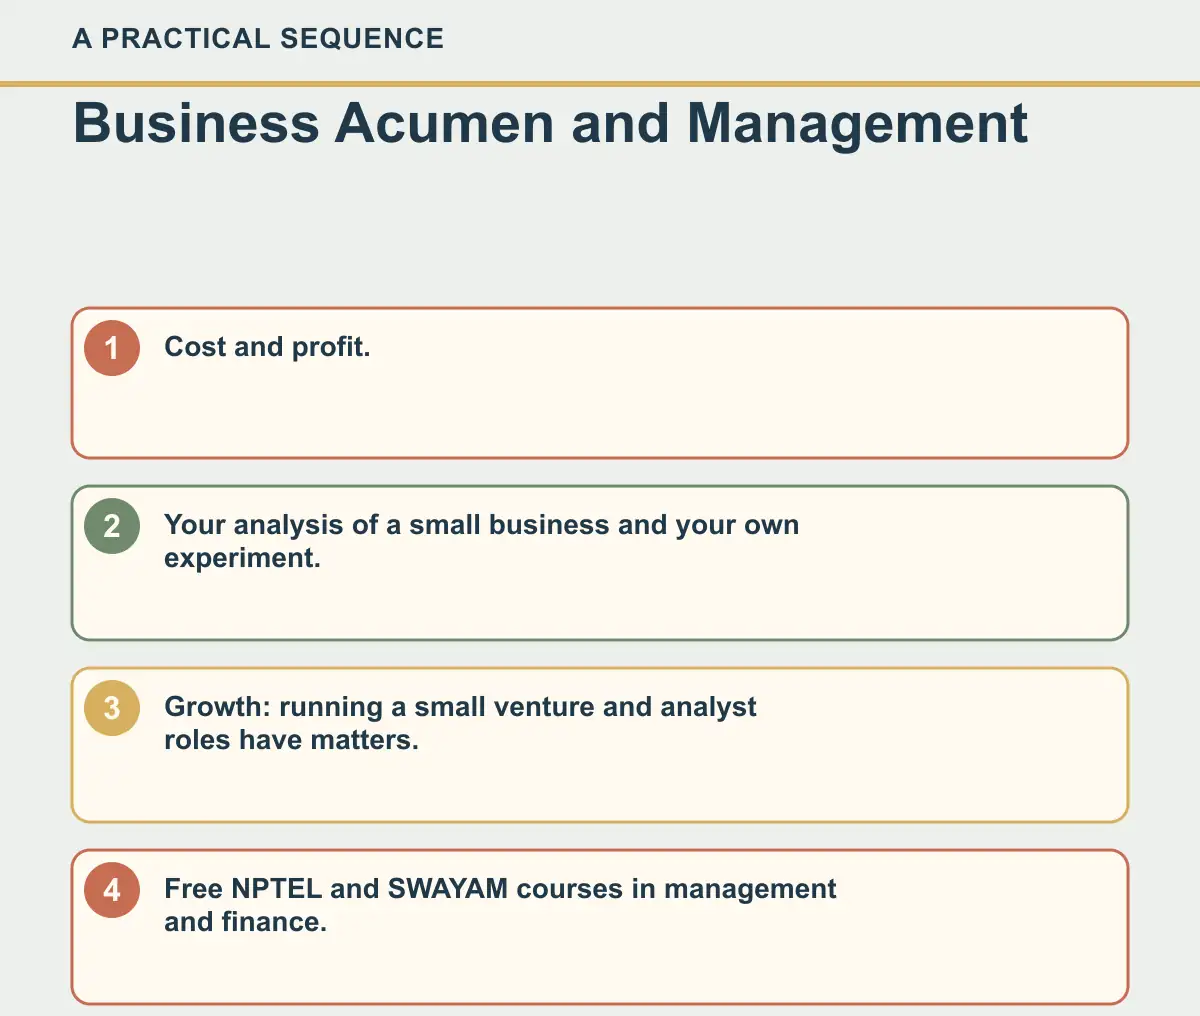 A PRACTICAL SEQUENCE
Business Acumen and Management
1
Cost and profit.
2
Your analysis of a small business and your own
experiment.
3
Growth: running a small venture and analyst
roles have matters.
4
Free NPTEL and SWAYAM courses in management
and finance.